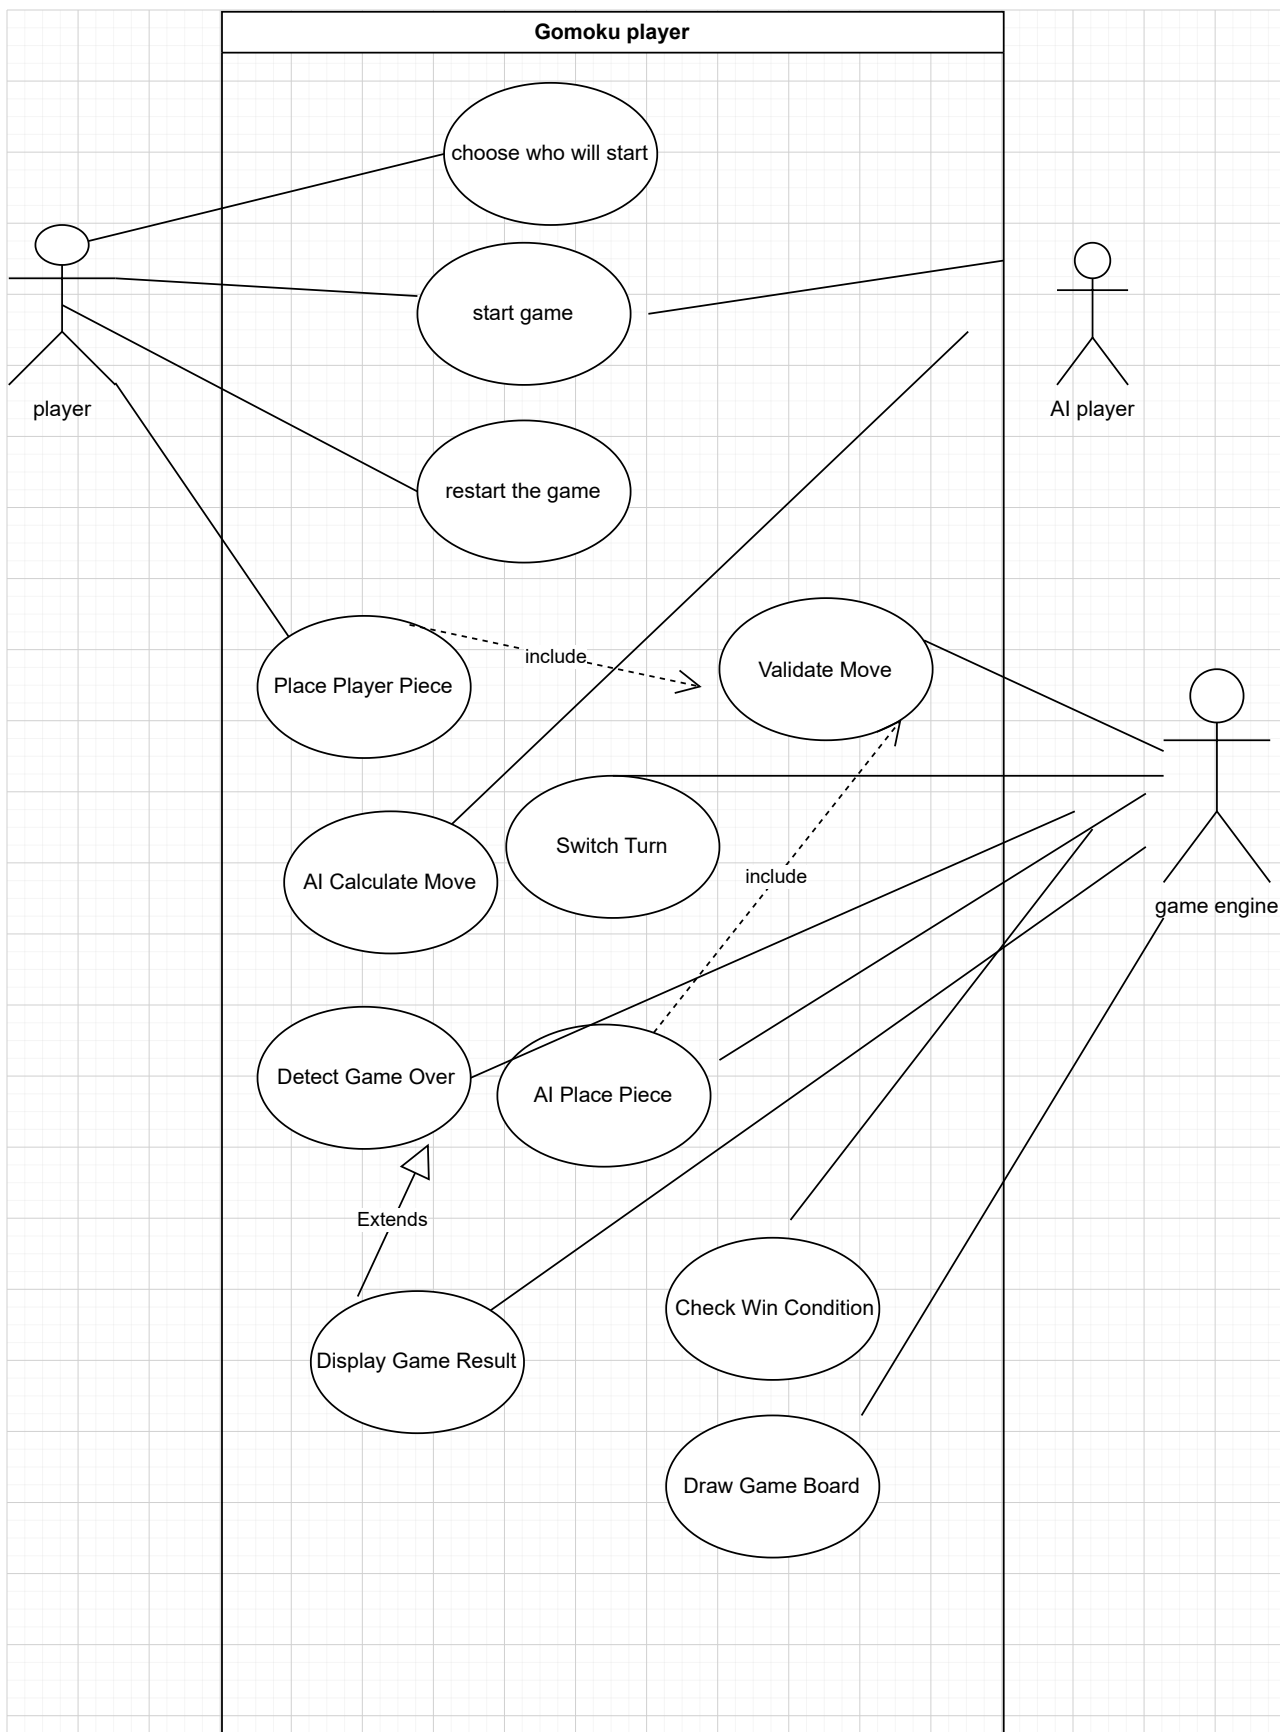 Gomoku player
choose who will start
start game
player
AI player
restart the game
include
Place Player Piece
Validate Move
Switch Turn
AI Calculate Move
include
game engine
Detect Game Over
AI Place Piece
Extends
Check Win Condition
Display Game Result
Draw Game Board